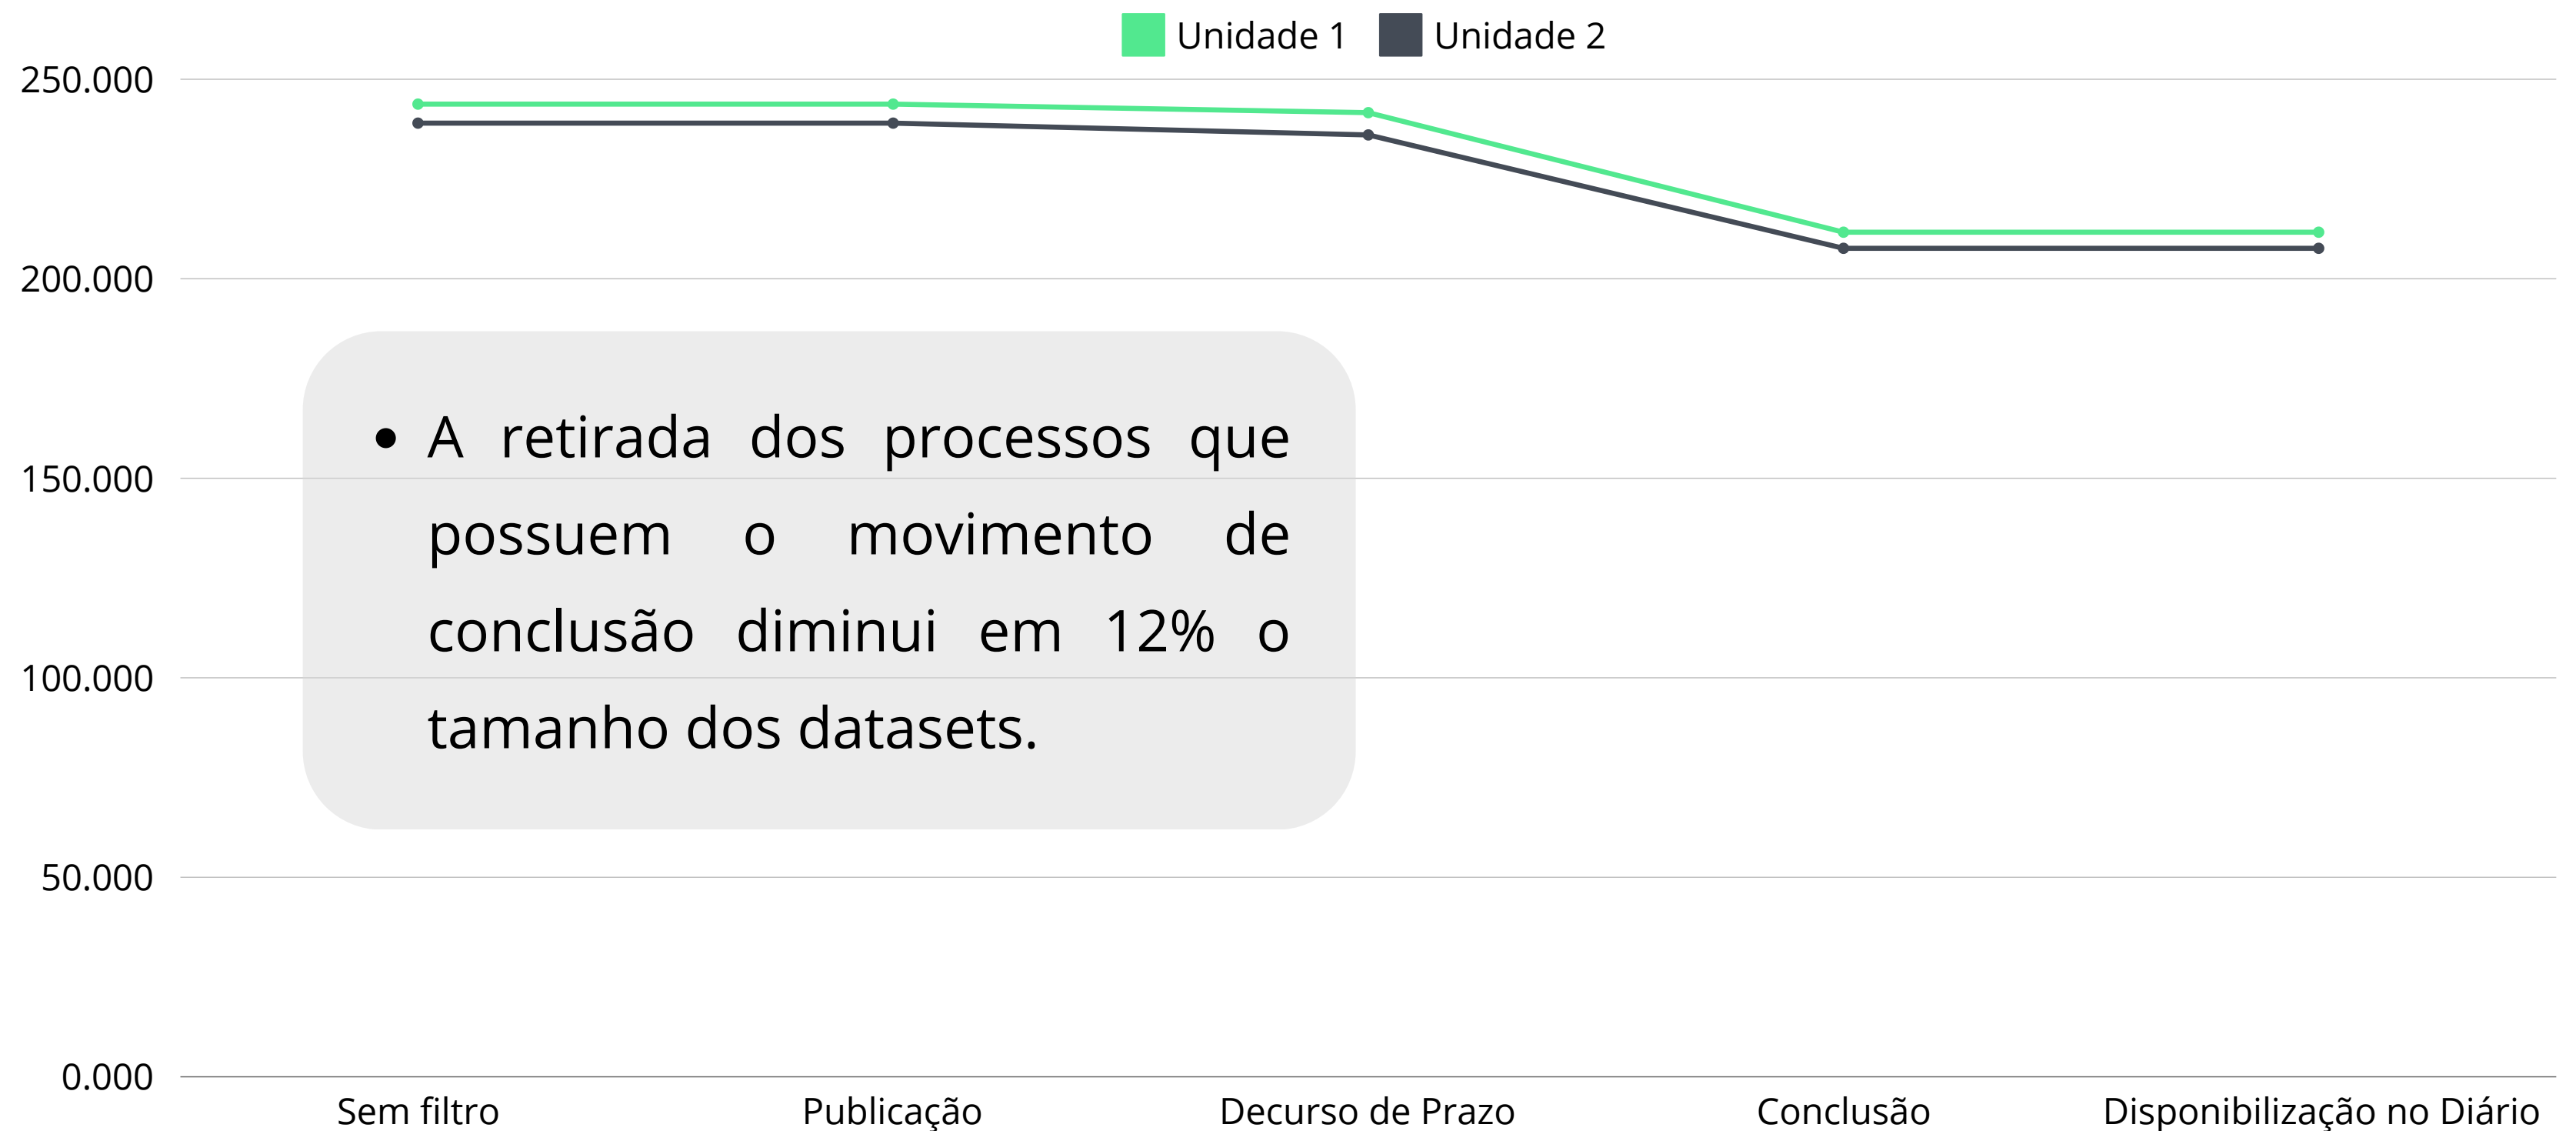 Unidade 1 Unidade 2
250.000
200.000
150.000
100.000
50.000
0.000
• A retirada dos processos que
possuem o movimento de
conclusão diminui em 12% o
tamanho dos datasets.
Sem filtro Publicação Decurso de Prazo Conclusão Disponibilização no Diário